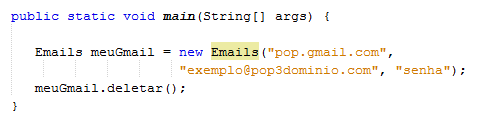 public static void main(String[] args) {
Emails meuGmail = new Emails("pop.gmail.com",
"exemplo@pop3dominio.com", "senha");
meuGmail.deletar();
}